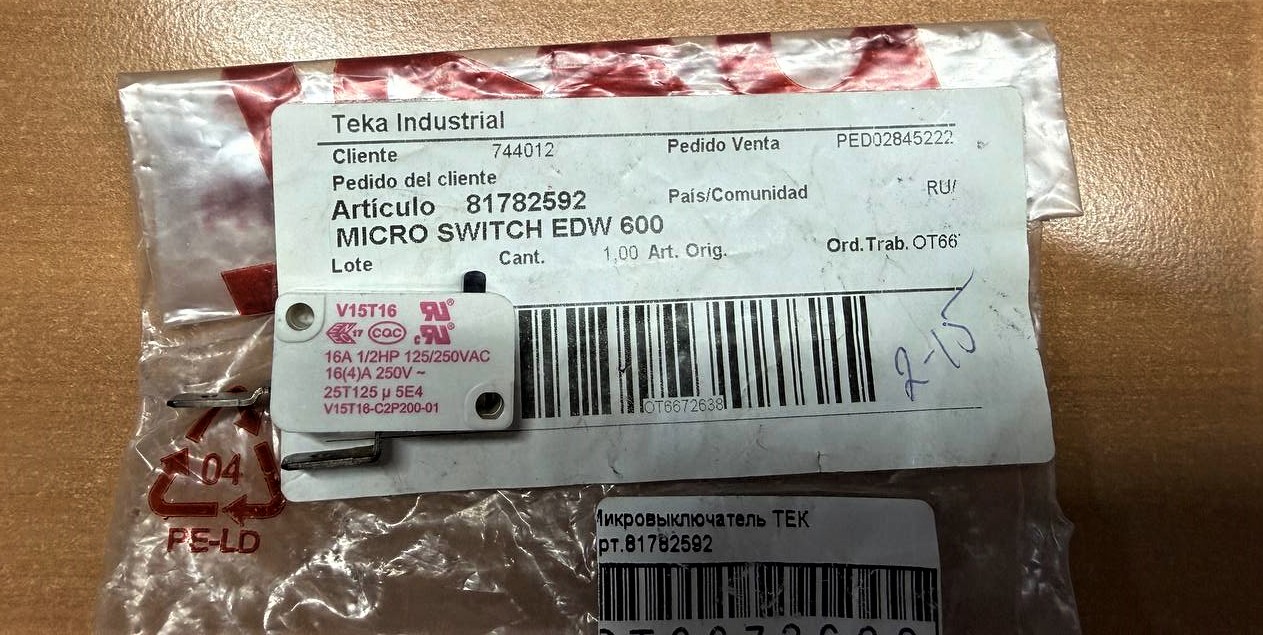 Teka Industrial
Cliente 744012 Pedido Venta PED02845222
Pedido del cliente
Artículo 81782592 País/Comunidad RU/
MICRO SWITCH EDW 600
Lote Cant. 1,00 Art. Orig. Ord.Trab. OT66
V15T16
17 CQC
16A 1/2HP 125/250VAC
16(4)A 250V ~
25T125 µ 5E4
V15T16-C2P200-01
OT6672638
2-15
04
PE-LD
Микровыключатель ТЕК
рт.81782592